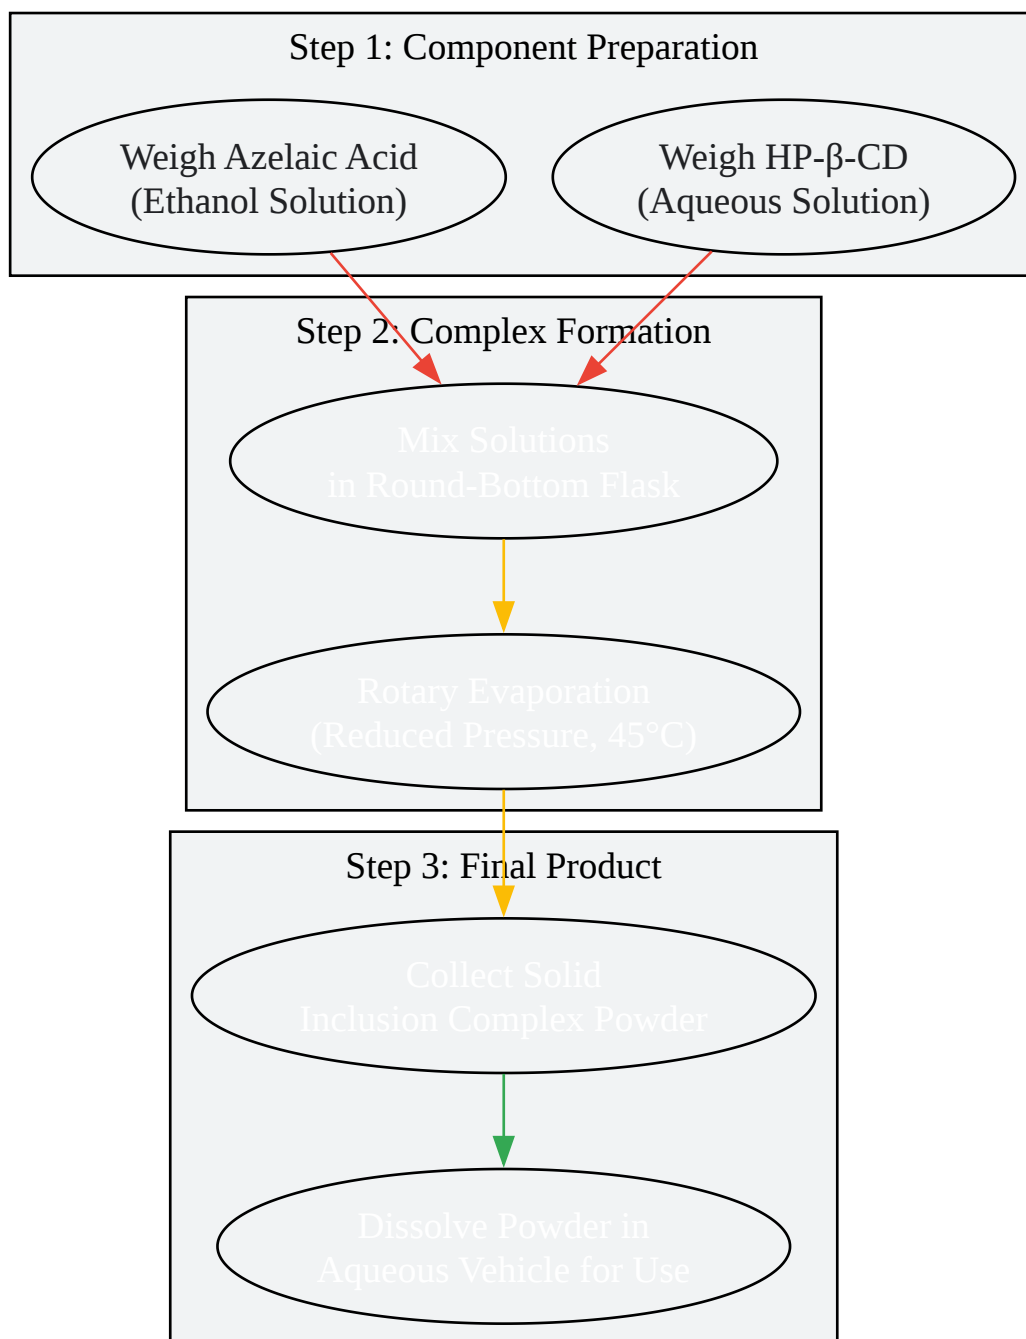 Step 1: Component Preparation
Weigh Azelaic Acid
(Ethanol Solution)
Weigh HP-β-CD
(Aqueous Solution)
Step 2: Complex Formation
Mix Solutions
in Round-Bottom Flask
Rotary Evaporation
(Reduced Pressure, 45°C)
Step 3: Final Product
Collect Solid
Inclusion Complex Powder
Dissolve Powder in
Aqueous Vehicle for Use